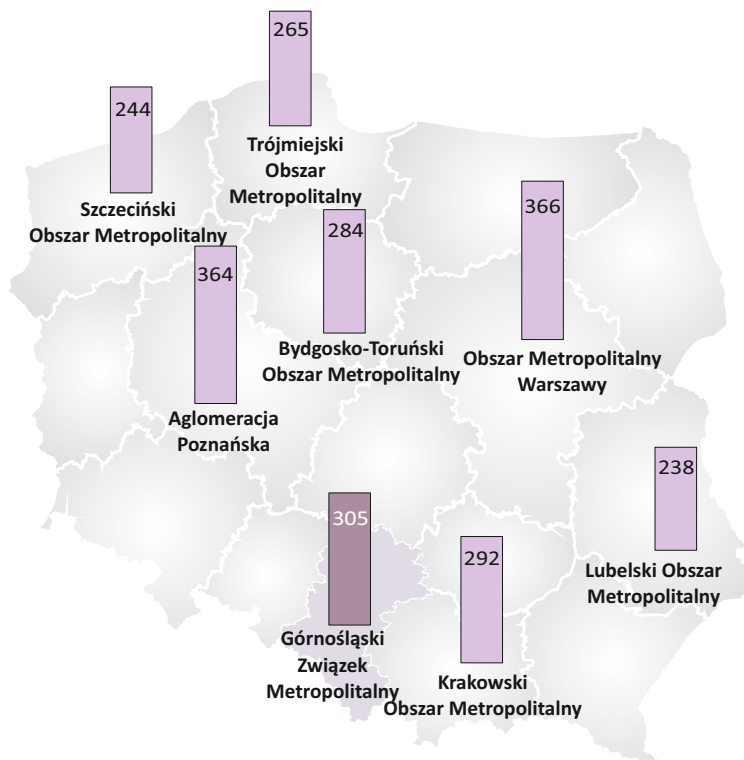 265
Trójmiejski
Obszar
Metropolitalny
244
Szczeciński
Obszar Metropolitalny
284
Bydgosko-Toruński
Obszar Metropolitalny
366
Obszar Metropolitalny
Warszawy
364
Aglomeracja
Poznańska
238
Lubelski Obszar
Metropolitalny
305
Górnośląski
Związek
Metropolitalny
292
Krakowski
Obszar Metropolitalny